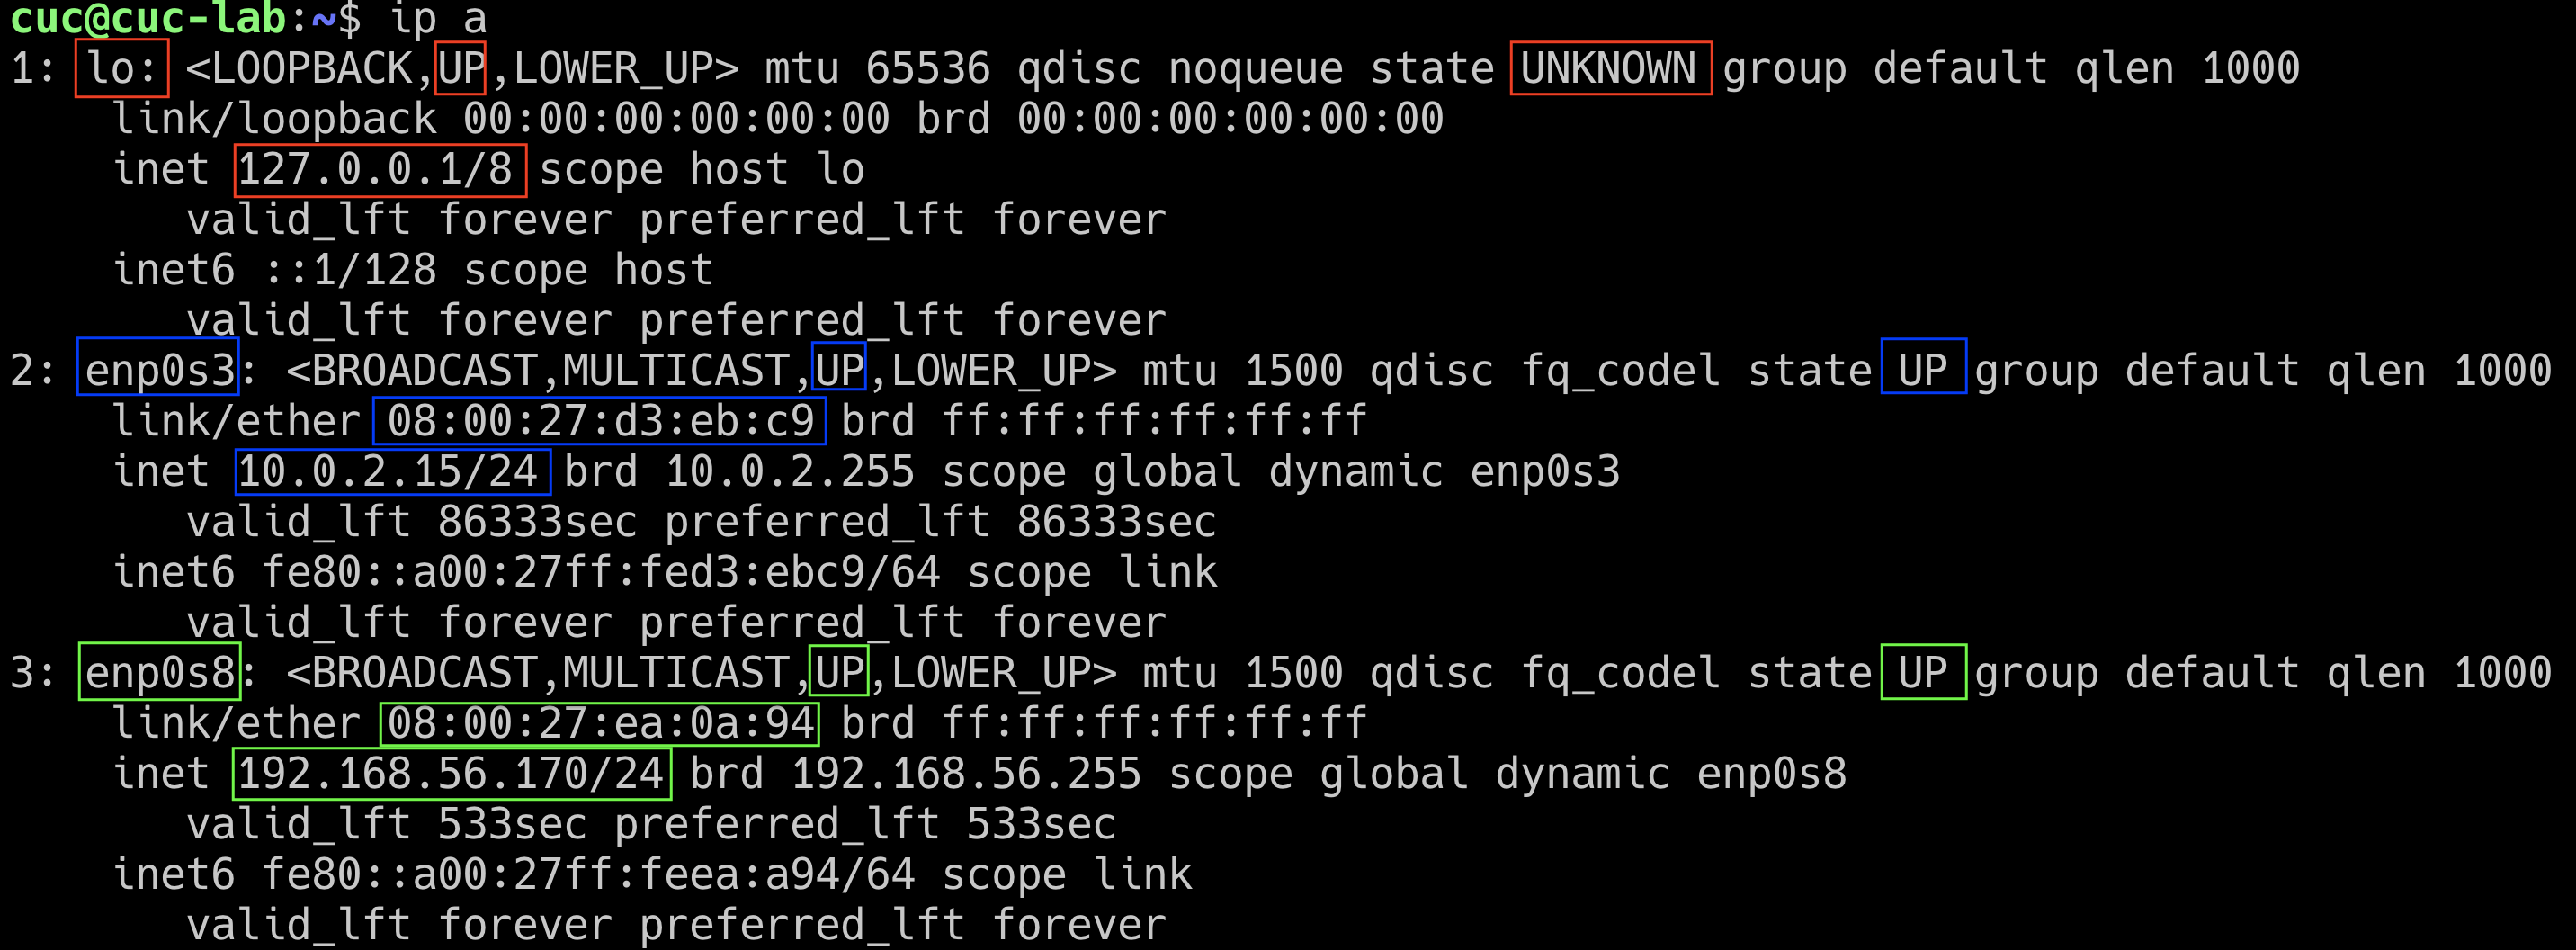 cuc@cuc-lab:~$ ip a
1: lo: <LOOPBACK,UP,LOWER_UP> mtu 65536 qdisc noqueue state UNKNOWN group default qlen 1000
    link/loopback 00:00:00:00:00:00 brd 00:00:00:00:00:00
    inet 127.0.0.1/8 scope host lo
       valid_lft forever preferred_lft forever
    inet6 ::1/128 scope host
       valid_lft forever preferred_lft forever
2: enp0s3: <BROADCAST,MULTICAST,UP,LOWER_UP> mtu 1500 qdisc fq_codel state UP group default qlen 1000
    link/ether 08:00:27:d3:eb:c9 brd ff:ff:ff:ff:ff:ff
    inet 10.0.2.15/24 brd 10.0.2.255 scope global dynamic enp0s3
       valid_lft 86333sec preferred_lft 86333sec
    inet6 fe80::a00:27ff:fed3:ebc9/64 scope link
       valid_lft forever preferred_lft forever
3: enp0s8: <BROADCAST,MULTICAST,UP,LOWER_UP> mtu 1500 qdisc fq_codel state UP group default qlen 1000
    link/ether 08:00:27:ea:0a:94 brd ff:ff:ff:ff:ff:ff
    inet 192.168.56.170/24 brd 192.168.56.255 scope global dynamic enp0s8
       valid_lft 533sec preferred_lft 533sec
    inet6 fe80::a00:27ff:feea:a94/64 scope link
       valid_lft forever preferred_lft forever